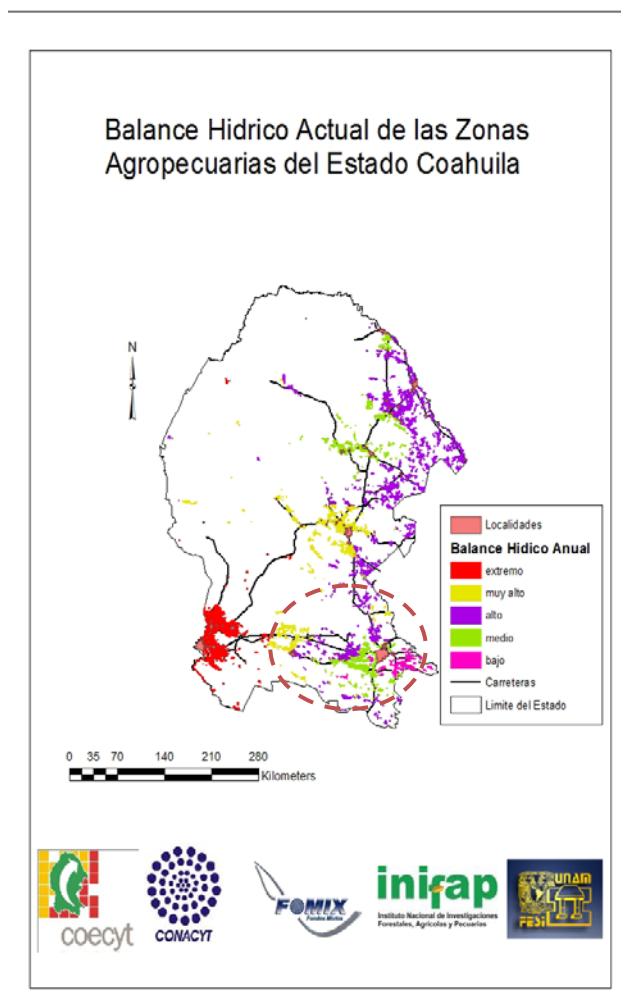 Balance Hidrico Actual de las Zonas
Agropecuarias del Estado Coahuila
N
Localidades
Balance Hidico Anual
extremo
muy alto
alto
medio
bajo
Carreteras
Limite del Estado
0 35 70 140 210 280
Kilometers
coecyt
CONACYT
FOMIX
Fondos Mixtos
inifap
Instituto Nacional de Investigaciones
Forestales, Agrícolas y Pecuarias
UNAM
FESI